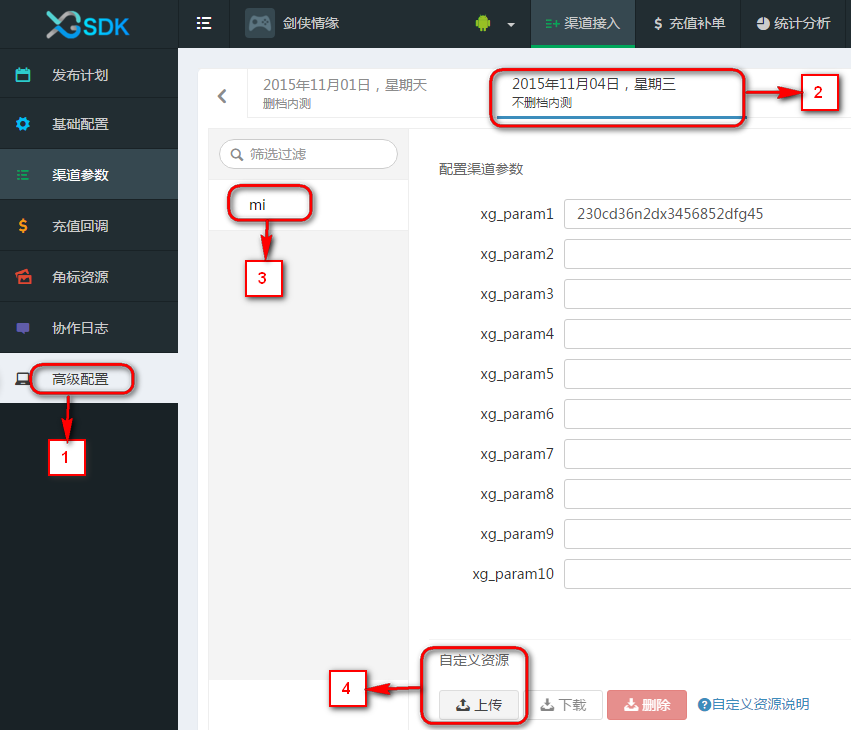 XGSDK
剑侠情缘
渠道接入
$ 充值补单
统计分析
发布计划
基础配置
渠道参数
$ 充值回调
角标资源
协作日志
高级配置
1
2015年11月01日，星期天
删档内测
2015年11月04日，星期三
不删档内测
2
筛选过滤
mi
3
配置渠道参数
xg_param1 230cd36n2dx3456852dfg45
xg_param2
xg_param3
xg_param4
xg_param5
xg_param6
xg_param7
xg_param8
xg_param9
xg_param10
自定义资源
4
上传 下载 删除 ?自定义资源说明